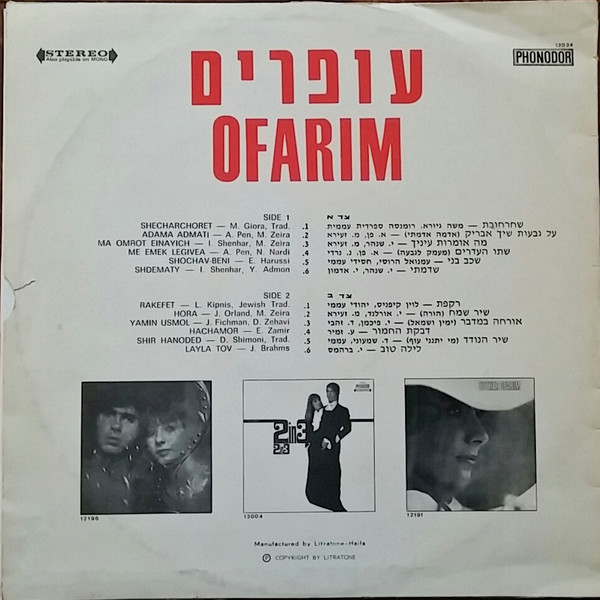 STEREO
Also playable on MONO
13034
PHONODOR
עופרים
OFARIM
SIDE 1
SHECHARCHORET — M. Giora, Trad. .1
ADAMA ADMATI — A. Pen, M. Zeira .2
MA OMROT EINAYICH — I. Shenhar, M. Zeira .3
ME EMEK LEGIVEA — A. Pen, N. Nardi .4
SHOCHAV-BENI — E. Harussi .5
SHDEMATY — I. Shenhar, Y. Admon .6
צד א
שחרחובת — משה גיורא. רומנסה ספרדית עממית
על גבעות שיך אבריק (אדמה אדמתי) — א. פן, מ. זעירא
מה אומרות עיניך — י. שנהר, מ. זעירא
שתו העדרים (מעמק לגבעה) — א. פן, נ. נרדי
שכב בני — עמנואל הרוסי, חסידי עממי
שדמתי — י. שנהר, י. אדמון
SIDE 2
RAKEFET — L. Kipnis, Jewish Trad. .1
HORA — J. Orland, M. Zeira .2
YAMIN USMOL — J. Fichman, D. Zehavi .3
HACHAMOR — E. Zamir .4
SHIR HANODED — D. Shimoni, Trad. .5
LAYLA TOV — J. Brahms .6
צד ב
רקפת — לוין קיפניס, יהודי עממי
שיר שמח (הורה) — י. אורלנד, מ. זעירא
אורחה במדבר (ימין ושמאל) — י. פיכמן, ד. זהבי
דבקת החמור — ע. זמיר
שיר הנודד (מי יתנני עוף) — ד. שמעוני, עממי
לילה טוב — י. ברהמס
2in3
2in3
ESTHER OFARIM
12196
13004
12191
Manufactured by Litratone-Haifa
Ⓟ COPYRIGHT BY LITRATONE